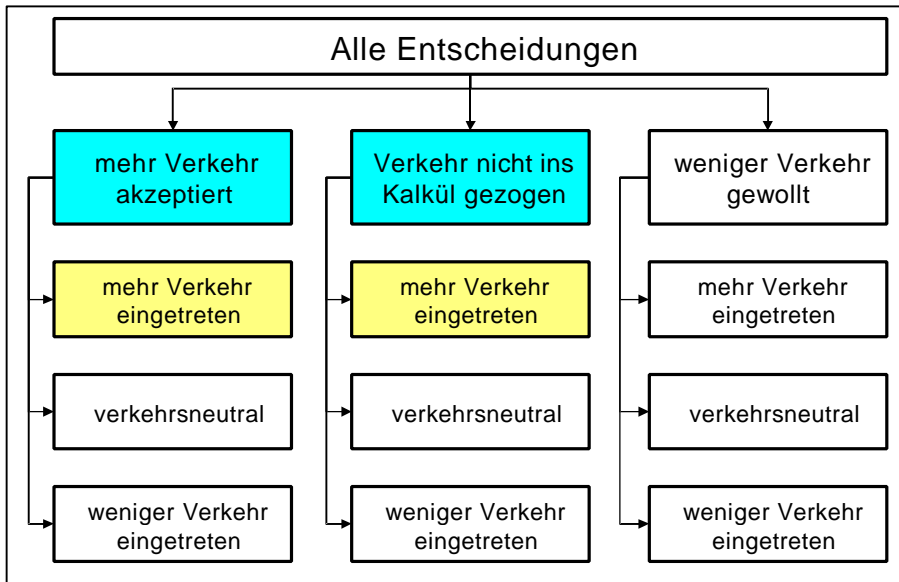 Alle Entscheidungen
mehr Verkehr
akzeptiert
Verkehr nicht ins
Kalkül gezogen
weniger Verkehr
gewollt
mehr Verkehr
eingetreten
mehr Verkehr
eingetreten
mehr Verkehr
eingetreten
verkehrsneutral
verkehrsneutral
verkehrsneutral
weniger Verkehr
eingetreten
weniger Verkehr
eingetreten
weniger Verkehr
eingetreten